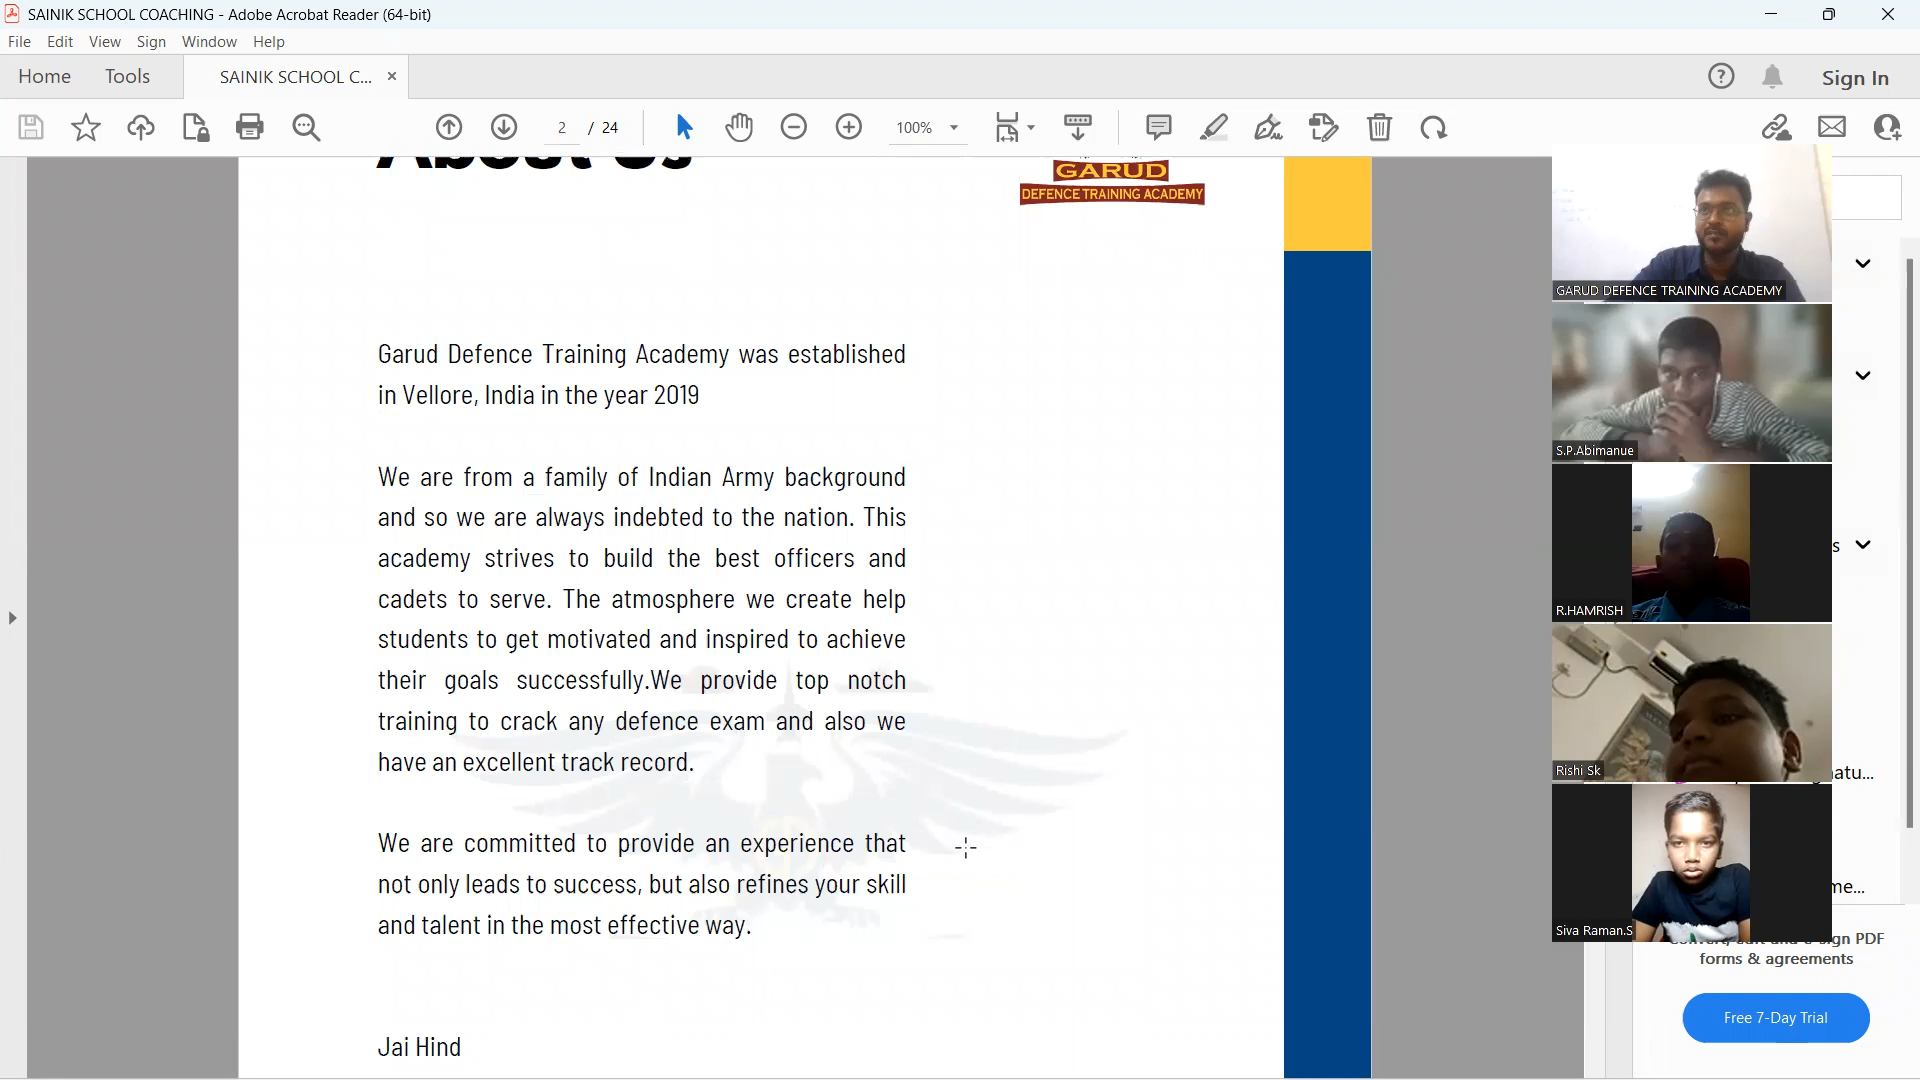 SAINIK SCHOOL COACHING - Adobe Acrobat Reader (64-bit)
File Edit View Sign Window Help
Home Tools SAINIK SCHOOL C... Sign In
2 / 24 100%
About Us
GARUD
DEFENCE TRAINING ACADEMY
Garud Defence Training Academy was established
in Vellore, India in the year 2019
We are from a family of Indian Army background
and so we are always indebted to the nation. This
academy strives to build the best officers and
cadets to serve. The atmosphere we create help
students to get motivated and inspired to achieve
their goals successfully.We provide top notch
training to crack any defence exam and also we
have an excellent track record.
We are committed to provide an experience that
not only leads to success, but also refines your skill
and talent in the most effective way.
Jai Hind
GARUD DEFENCE TRAINING ACADEMY
S.P.Abimanue
R.HAMRISH
s
Rishi Sk
atu...
me...
Siva Raman.S
sign PDF
forms & agreements
Free 7-Day Trial